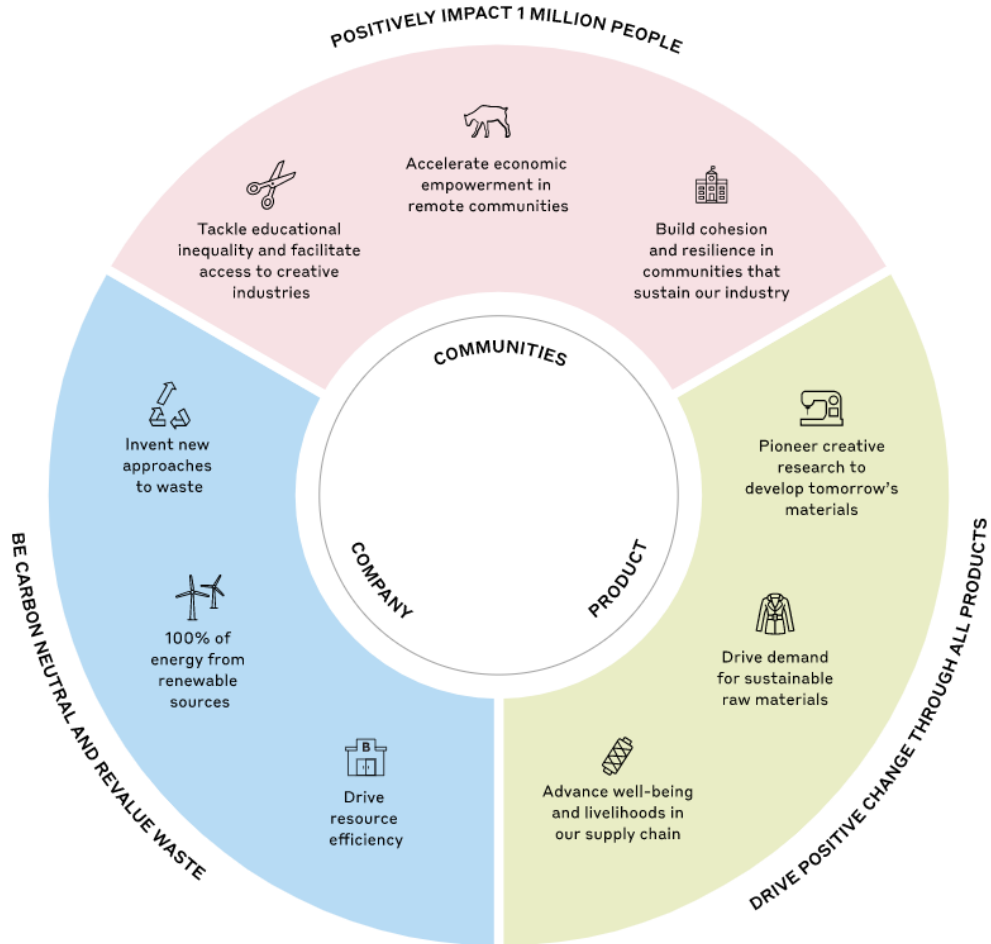 POSITIVELY IMPACT 1 MILLION PEOPLE
Accelerate economic
empowerment in
remote communities
Tackle educational
inequality and facilitate
access to creative
industries
Build cohesion
and resilience in
communities that
sustain our industry
COMMUNITIES
Invent new
approaches
to waste
Pioneer creative
research to
develop tomorrow's
materials
COMPANY
PRODUCT
BE CARBON NEUTRAL AND REVALUE WASTE
DRIVE POSITIVE CHANGE THROUGH ALL PRODUCTS
100% of
energy from
renewable
sources
Drive demand
for sustainable
raw materials
B
Drive
resource
efficiency
Advance well-being
and livelihoods in
our supply chain